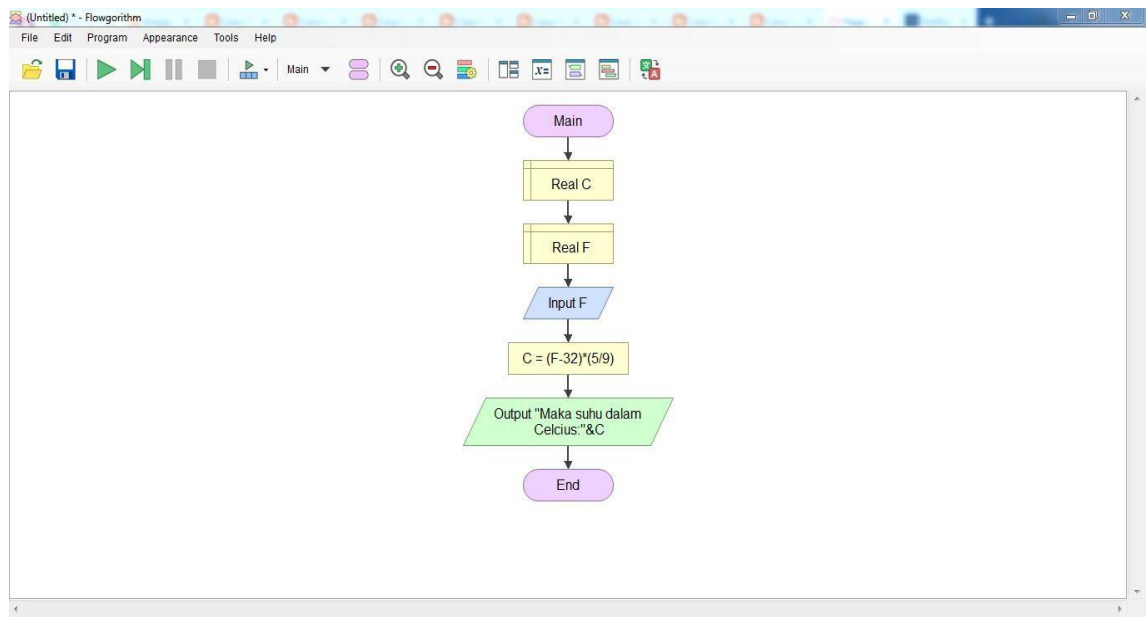 (Untitled) * - Flowgorithm
File Edit Program Appearance Tools Help
Main
Main
Real C
Real F
Input F
C = (F-32)*(5/9)
Output "Maka suhu dalam
Celcius:"&C
End